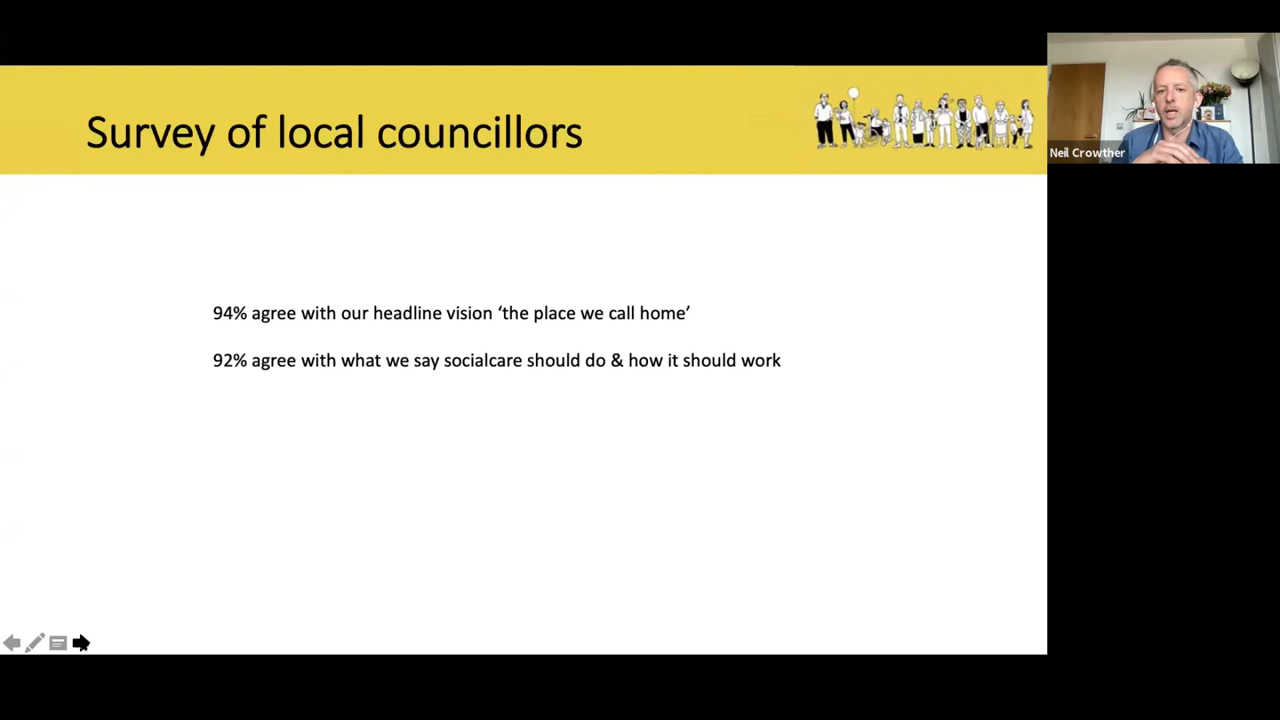 Survey of local councillors
Neil Crowther
94% agree with our headline vision ‘the place we call home’
92% agree with what we say socialcare should do & how it should work